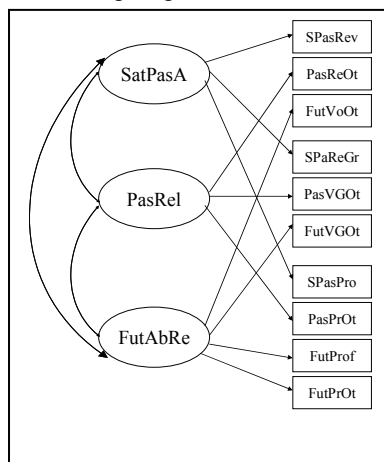 SatPasA
PasRel
FutAbRe
SPasRev
PasReOt
FutVoOt
SPaReGr
PasVGOt
FutVGOt
SPasPro
PasPrOt
FutProf
FutPrOt